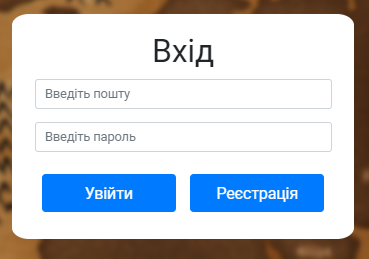 Вхід
Введіть пошту
Введіть пароль
Увійти
Реєстрація